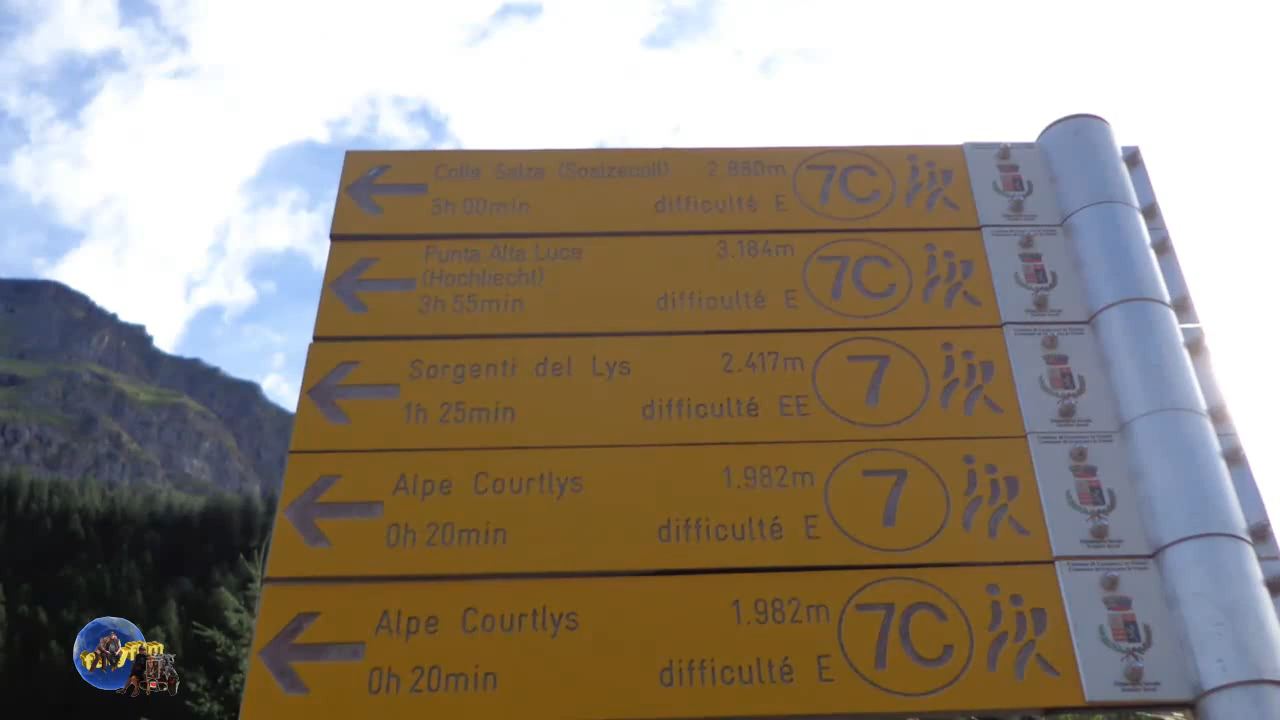 Colle Salza (Soalzecoll) 2.880m 7C
3h 00min difficulté E
Punta Alta Luce 3.184m 7C
(Hochliecht)
3h 55min difficulté E
Sorgenti del Lys 2.417m 7
1h 25min difficulté EE
Alpe Courtlys 1.982m 7
0h 20min difficulté E
Alpe Courtlys 1.982m 7C
0h 20min difficulté E